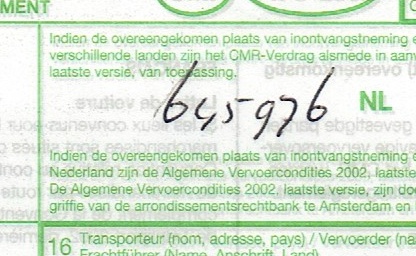 MENT
Indien de overeengekomen plaats van inontvangstneming e
verschillende landen zijn het CMR-Verdrag alsmede in aanv
laatste versie, van toepassing.
645976 NL
Indien de overeengekomen plaats van inontvangstneming
Nederland zijn de Algemene Vervoercondities 2002, laatste
De Algemene Vervoercondities 2002, laatste versie, zijn do
griffie van de arrondissementsrechtbank te Amsterdam en
16 Transporteur (nom, adresse, pays) / Vervoerder (na
Frachtführer (Name, Anschrift, Land)